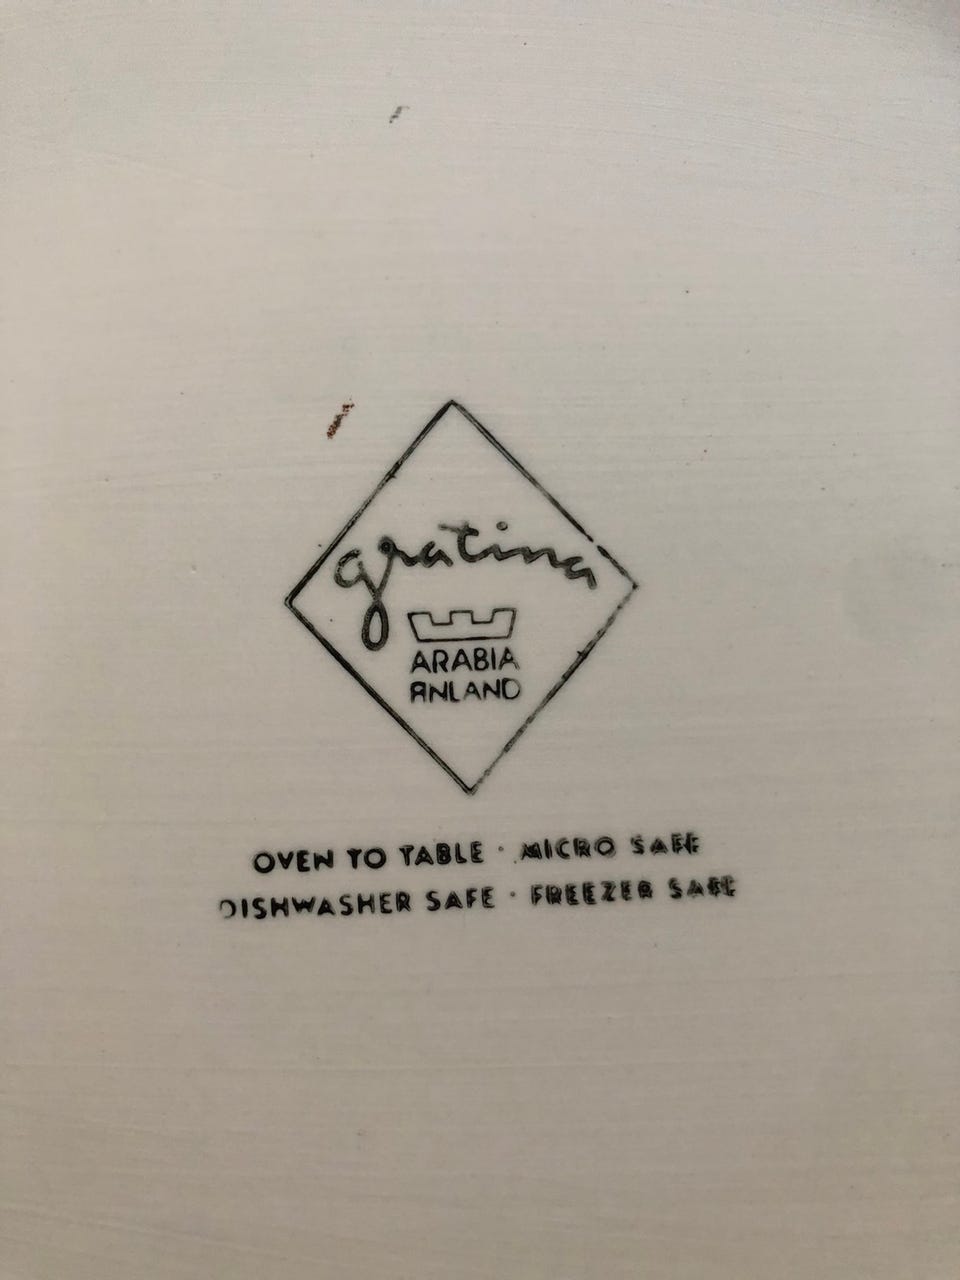 gratina
ARABIA
FINLAND
OVEN TO TABLE · MICRO SAFE
DISHWASHER SAFE · FREEZER SAFE